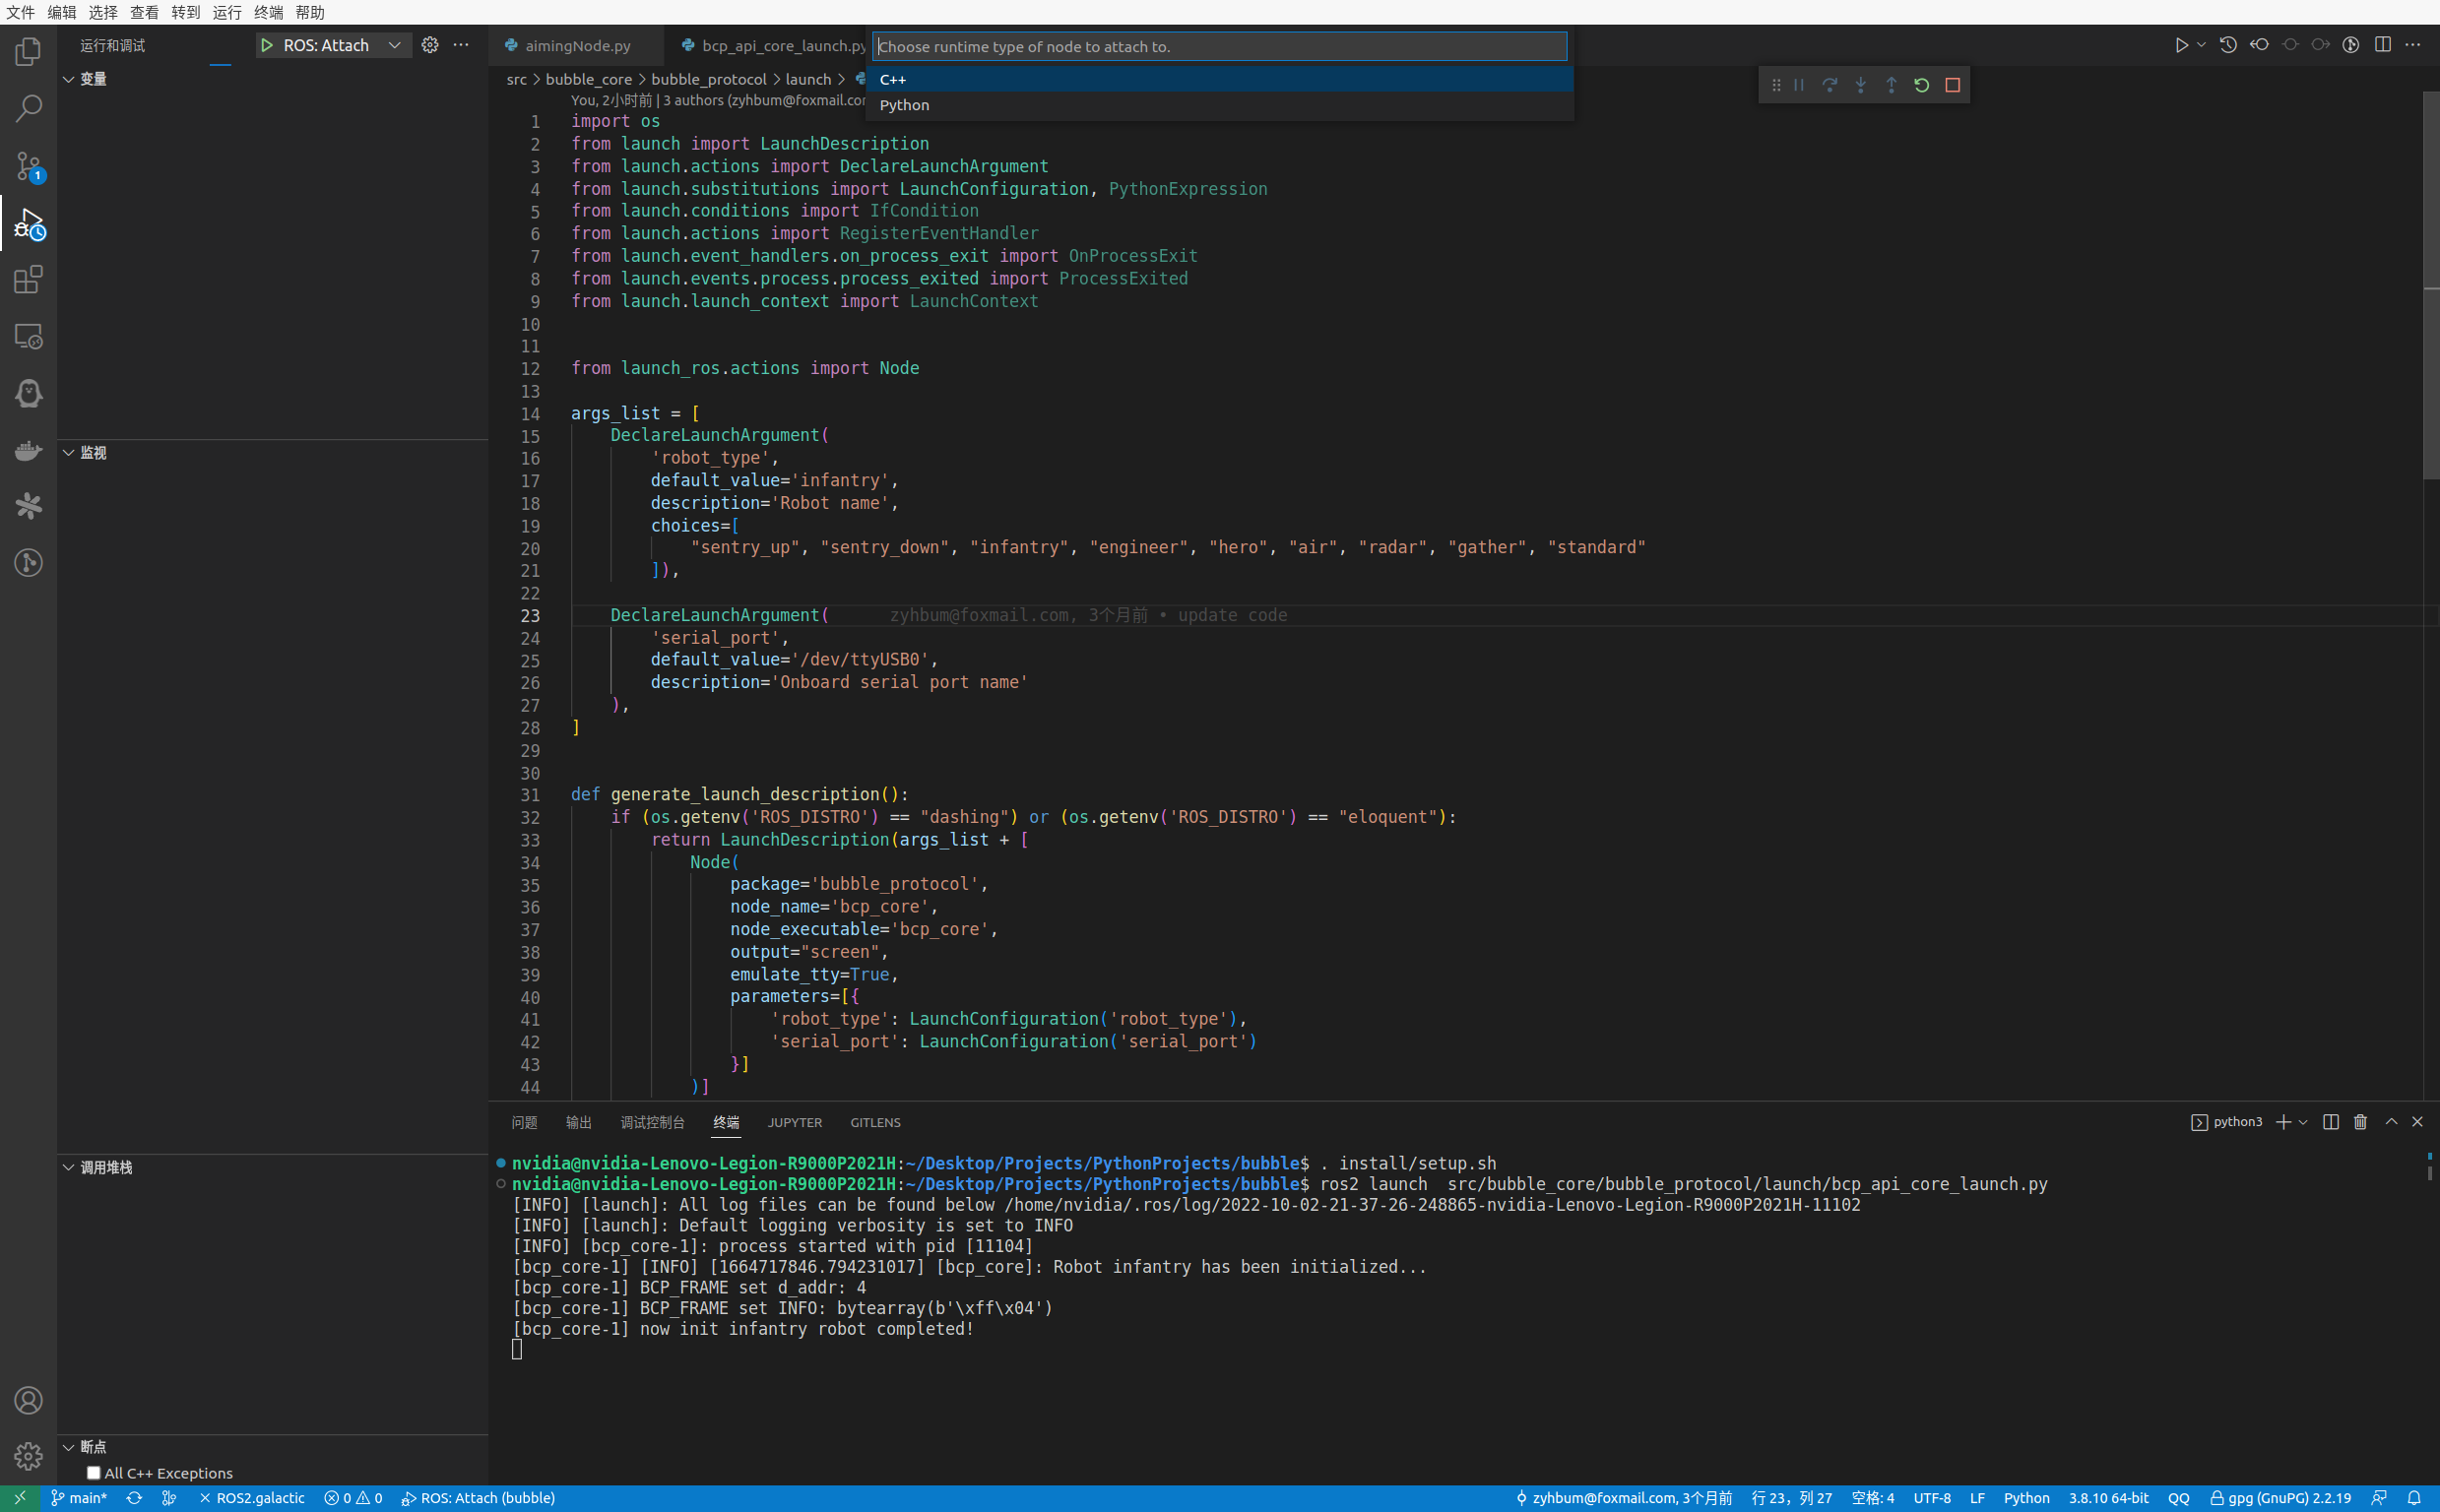 文件 编辑 选择 查看 转到 运行 终端 帮助
运行和调试 ROS: Attach
aimingNode.py bcp_api_core_launch.py
Choose runtime type of node to attach to.
C++
Python
变量
src > bubble_core > bubble_protocol > launch >
You, 2小时前 | 3 authors (zyhbum@foxmail.com
1 import os
2 from launch import LaunchDescription
3 from launch.actions import DeclareLaunchArgument
4 from launch.substitutions import LaunchConfiguration, PythonExpression
5 from launch.conditions import IfCondition
6 from launch.actions import RegisterEventHandler
7 from launch.event_handlers.on_process_exit import OnProcessExit
8 from launch.events.process.process_exited import ProcessExited
9 from launch.launch_context import LaunchContext
10
11
12 from launch_ros.actions import Node
13
14 args_list = [
15 DeclareLaunchArgument(
16 'robot_type',
17 default_value='infantry',
18 description='Robot name',
19 choices=[
20 "sentry_up", "sentry_down", "infantry", "engineer", "hero", "air", "radar", "gather", "standard"
21 ]),
22
23 DeclareLaunchArgument( zyhbum@foxmail.com, 3个月前 • update code
24 'serial_port',
25 default_value='/dev/ttyUSB0',
26 description='Onboard serial port name'
27 ),
28 ]
29
30
31 def generate_launch_description():
32 if (os.getenv('ROS_DISTRO') == "dashing") or (os.getenv('ROS_DISTRO') == "eloquent"):
33 return LaunchDescription(args_list + [
34 Node(
35 package='bubble_protocol',
36 node_name='bcp_core',
37 node_executable='bcp_core',
38 output="screen",
39 emulate_tty=True,
40 parameters=[{
41 'robot_type': LaunchConfiguration('robot_type'),
42 'serial_port': LaunchConfiguration('serial_port')
43 }]
44 )]
监视
调用堆栈
断点
All C++ Exceptions
1
问题 输出 调试控制台 终端 JUPYTER GITLENS
python3
nvidia@nvidia-Lenovo-Legion-R9000P2021H:~/Desktop/Projects/PythonProjects/bubble$ . install/setup.sh
nvidia@nvidia-Lenovo-Legion-R9000P2021H:~/Desktop/Projects/PythonProjects/bubble$ ros2 launch  src/bubble_core/bubble_protocol/launch/bcp_api_core_launch.py
[INFO] [launch]: All log files can be found below /home/nvidia/.ros/log/2022-10-02-21-37-26-248865-nvidia-Lenovo-Legion-R9000P2021H-11102
[INFO] [launch]: Default logging verbosity is set to INFO
[INFO] [bcp_core-1]: process started with pid [11104]
[bcp_core-1] [INFO] [1664717846.794231017] [bcp_core]: Robot infantry has been initialized...
[bcp_core-1] BCP_FRAME set d_addr: 4
[bcp_core-1] BCP_FRAME set INFO: bytearray(b'\xff\x04')
[bcp_core-1] now init infantry robot completed!
main* ROS2.galactic 0 0 ROS: Attach (bubble) zyhbum@foxmail.com, 3个月前 行 23，列 27 空格: 4 UTF-8 LF Python 3.8.10 64-bit QQ gpg (GnuPG) 2.2.19